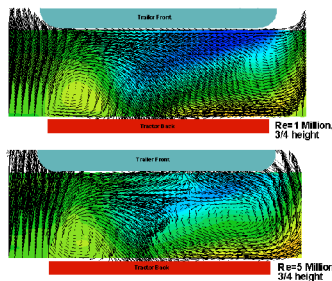 Trailer Front
Tractor Back
Re=1 Million,
3/4 height
Trailer Front
Tractor Back
Re=5 Million
3/4 height